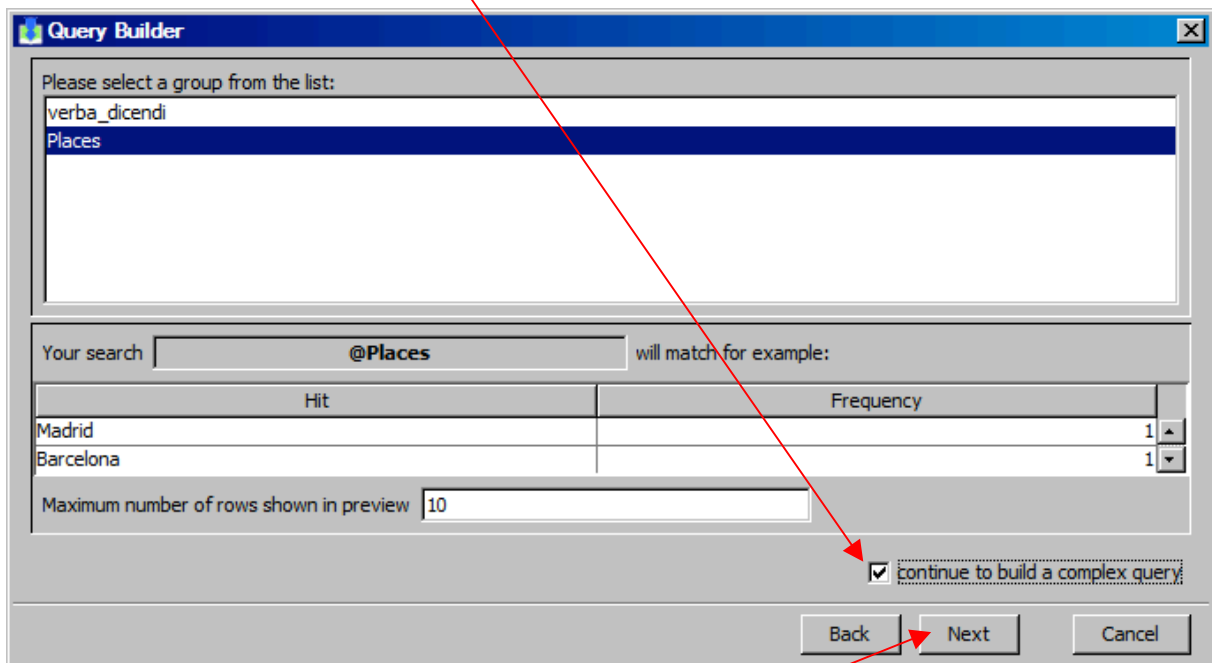 Query Builder
Please select a group from the list:
verba_dicendi
Places
Your search @Places will match for example:
Hit Frequency
Madrid 1
Barcelona 1
Maximum number of rows shown in preview 10
continue to build a complex query
Back Next Cancel